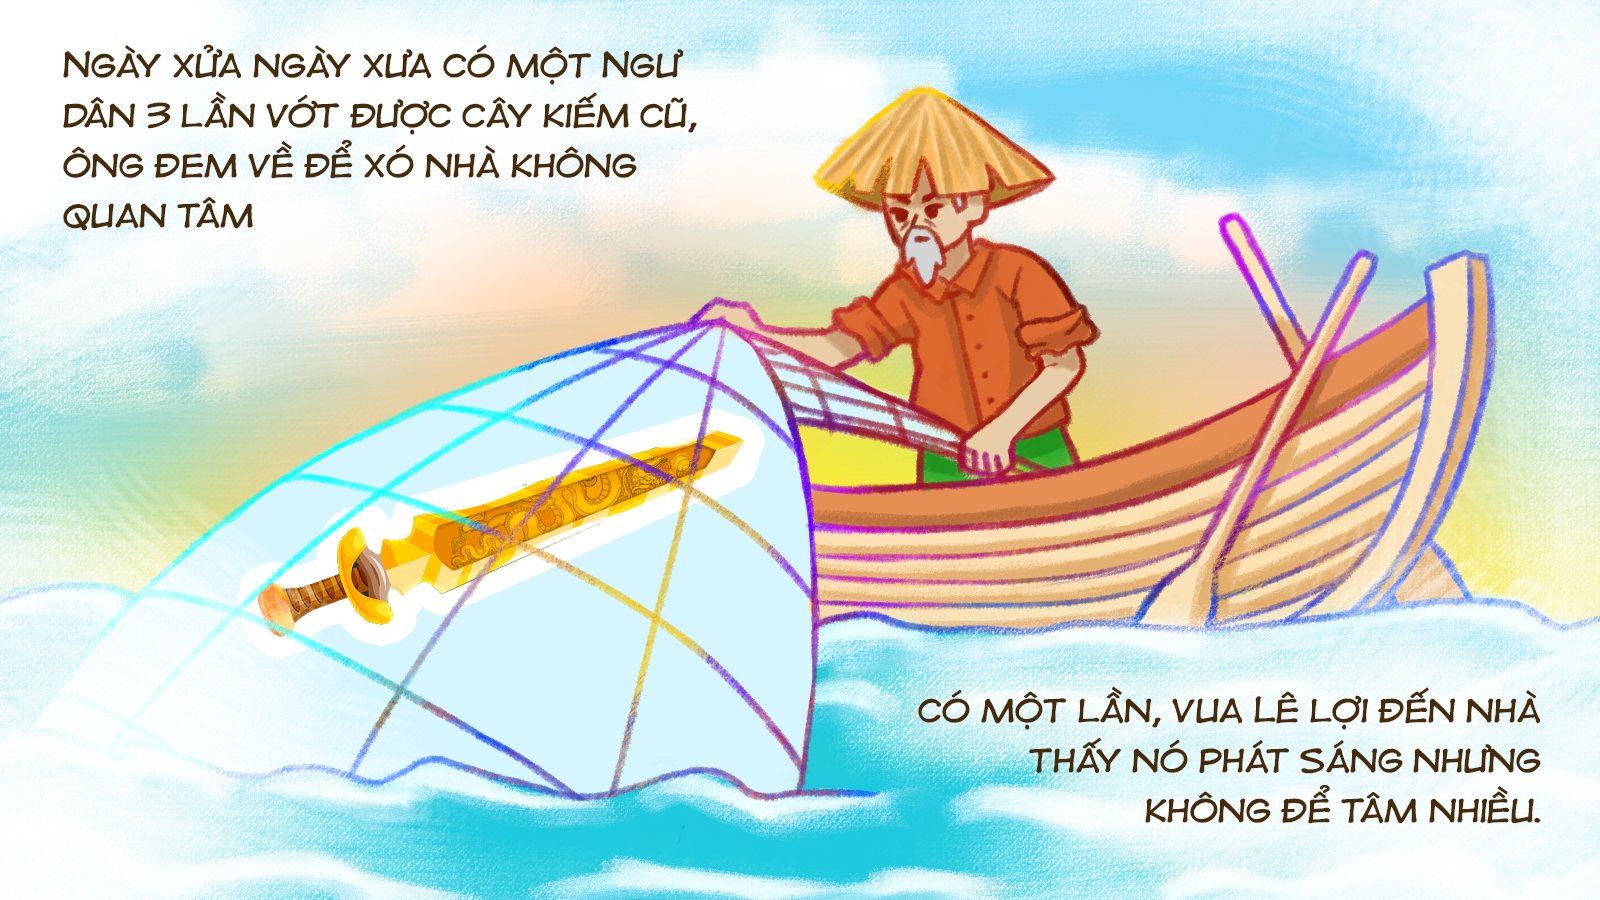 Ngày xửa ngày xưa có một Ngư
dân 3 lần vớt được cây kiếm cũ,
ông đem về để xó nhà không
quan tâm
Có một lần, vua Lê Lợi đến nhà
thấy nó phát sáng nhưng
không để tâm nhiều.